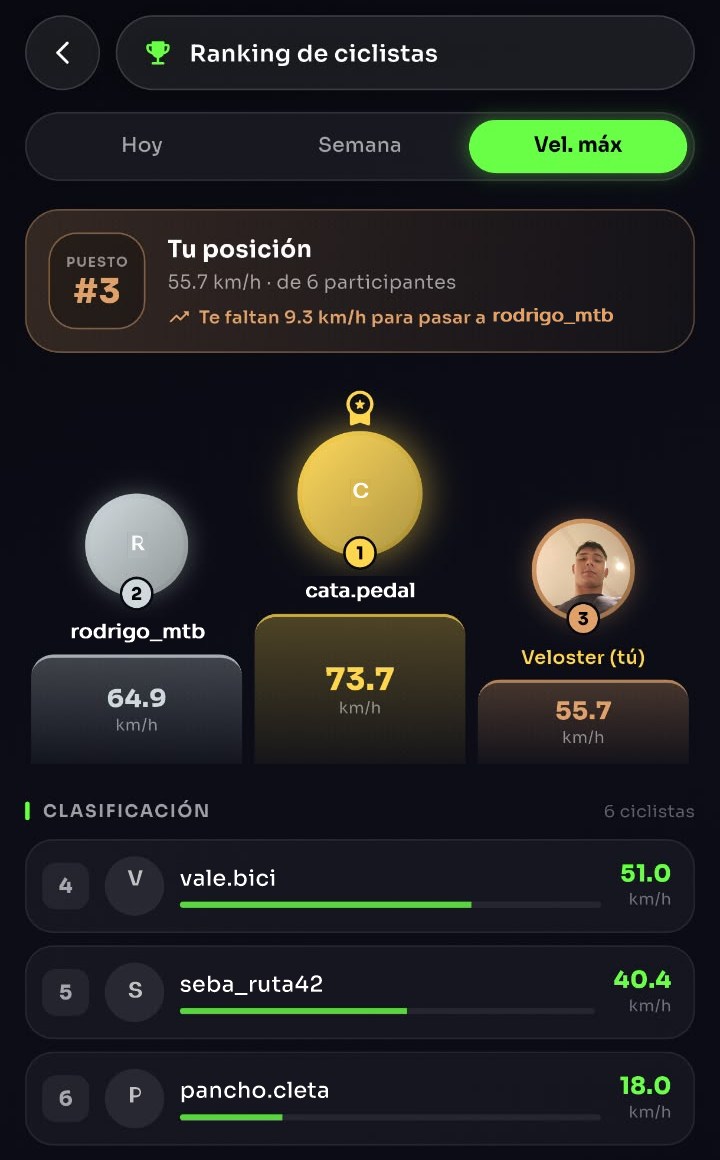 Ranking de ciclistas
Hoy Semana Vel. máx
PUESTO
#3
Tu posición
55.7 km/h · de 6 participantes
Te faltan 9.3 km/h para pasar a rodrigo_mtb
C
1
cata.pedal
73.7
km/h
R
2
rodrigo_mtb
64.9
km/h
3
Veloster (tú)
55.7
km/h
CLASIFICACIÓN
6 ciclistas
4 V vale.bici 51.0
km/h
5 S seba_ruta42 40.4
km/h
6 P pancho.cleta 18.0
km/h